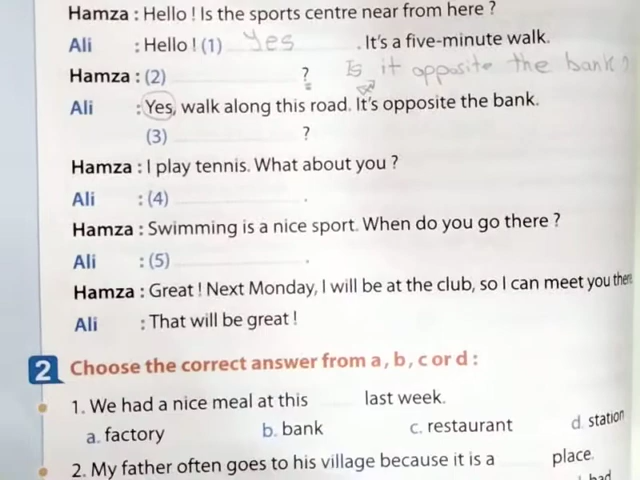 Hamza : Hello ! Is the sports centre near from here ?
Ali : Hello ! (1) Yes . It's a five-minute walk.
Hamza : (2) ? Is it opposite the bank ?
Ali : Yes, walk along this road. It's opposite the bank.
(3) ?
Hamza : I play tennis. What about you ?
Ali : (4) .
Hamza : Swimming is a nice sport. When do you go there ?
Ali : (5) .
Hamza : Great ! Next Monday, I will be at the club, so I can meet you there
Ali : That will be great !
2 Choose the correct answer from a , b , c or d :
1. We had a nice meal at this last week.
a. factory b. bank c. restaurant d. station
2. My father often goes to his village because it is a place.